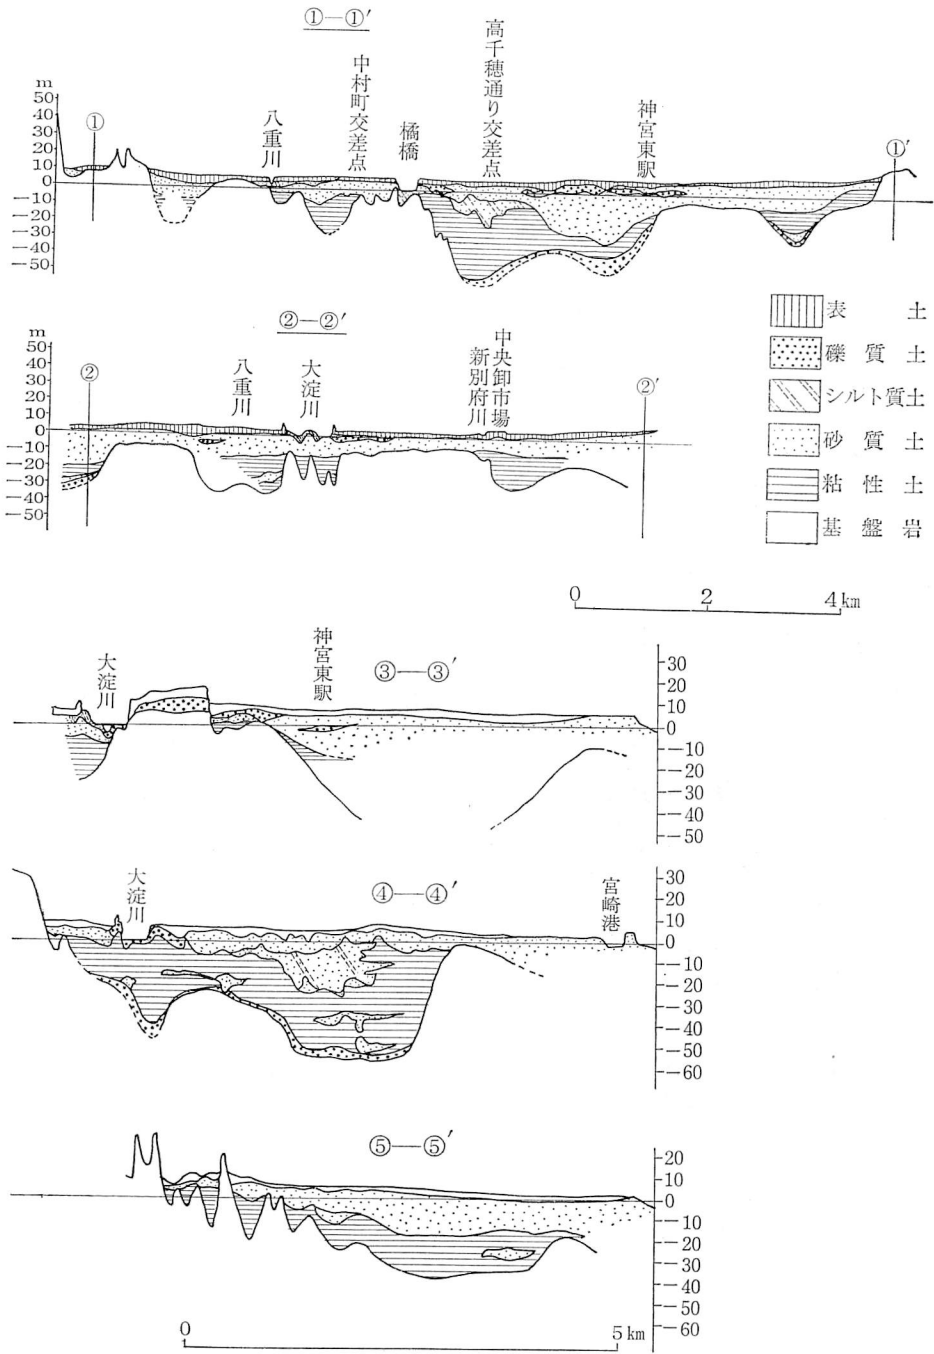 ①—①′
八重川
中村町交差点
橘橋
高千穂通り交差点
神宮東駅
m
50
40
30
20
10
0
—10
—20
—30
—40
—50
①
①′
②—②′
八重川
大淀川
新別府川
中央卸市場
m
50
40
30
20
10
0
—10
—20
—30
—40
—50
②
②′
表土
礫質土
シルト質土
砂質土
粘性土
基盤岩
0 2 4km
③—③′
大淀川
神宮東駅
30
20
10
0
—10
—20
—30
—40
—50
④—④′
大淀川
宮崎港
30
20
10
0
—10
—20
—30
—40
—50
—60
⑤—⑤′
20
10
0
—10
—20
—30
—40
—50
—60
0 5km